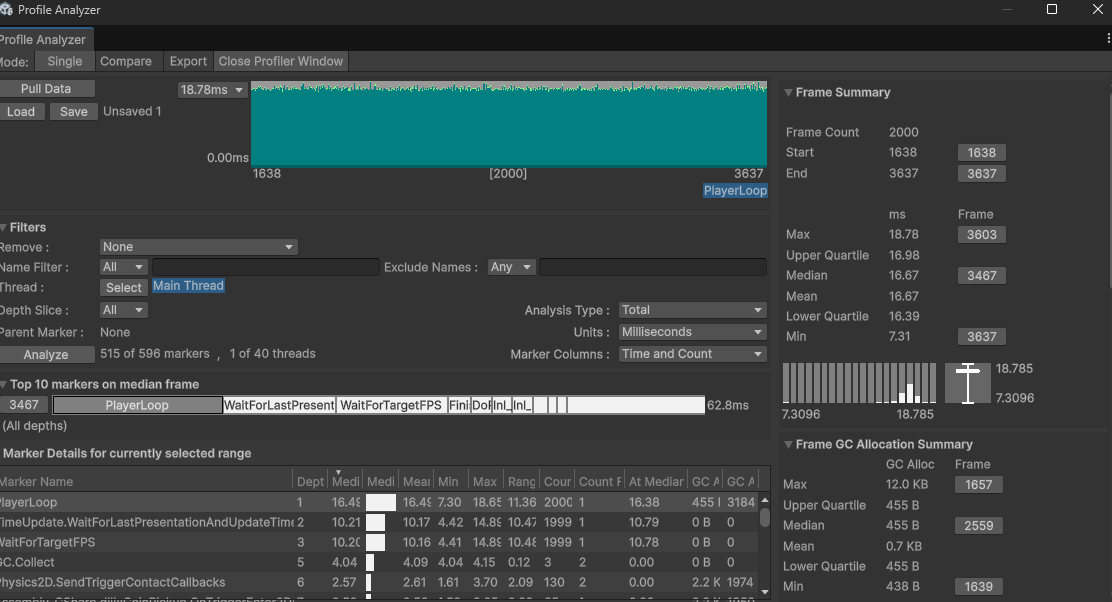 Profile Analyzer
Profile Analyzer
Mode: Single Compare Export Close Profiler Window
Pull Data
Load Save Unsaved 1
18.78ms
0.00ms
1638 [2000] 3637
PlayerLoop
Filters
Remove : None
Name Filter : All Exclude Names : Any
Thread : Select Main Thread
Depth Slice : All Analysis Type : Total
Parent Marker : None Units : Milliseconds
Analyze 515 of 596 markers , 1 of 40 threads Marker Columns : Time and Count
Top 10 markers on median frame
3467 PlayerLoop WaitForLastPresent WaitForTargetFPS Fini DoR Inl_ Inl_ 62.8ms
(All depths)
Marker Details for currently selected range
Marker Name Dept Medi Medi Mear Min Max Rang Cour Count F At Mediar GC A GC A
PlayerLoop 1 16.49 16.49 7.30 18.65 11.36 2000 1 16.38 455 3184
TimeUpdate.WaitForLastPresentationAndUpdateTime 2 10.21 10.17 4.42 14.89 10.47 1999 1 10.79 0 B 0
WaitForTargetFPS 3 10.20 10.16 4.41 14.89 10.48 1999 1 10.78 0 B 0
GC.Collect 5 4.04 4.09 4.04 4.15 0.12 3 2 0.00 0 B 0
Physics2D.SendTriggerContactCallbacks 6 2.57 2.61 1.61 3.70 2.09 130 2 0.00 2.2 K 1974
Frame Summary
Frame Count 2000
Start 1638 1638
End 3637 3637
ms Frame
Max 18.78 3603
Upper Quartile 16.98
Median 16.67 3467
Mean 16.67
Lower Quartile 16.39
Min 7.31 3637
18.785
7.3096
7.3096 18.785
Frame GC Allocation Summary
GC Alloc Frame
Max 12.0 KB 1657
Upper Quartile 455 B
Median 455 B 2559
Mean 0.7 KB
Lower Quartile 455 B
Min 438 B 1639